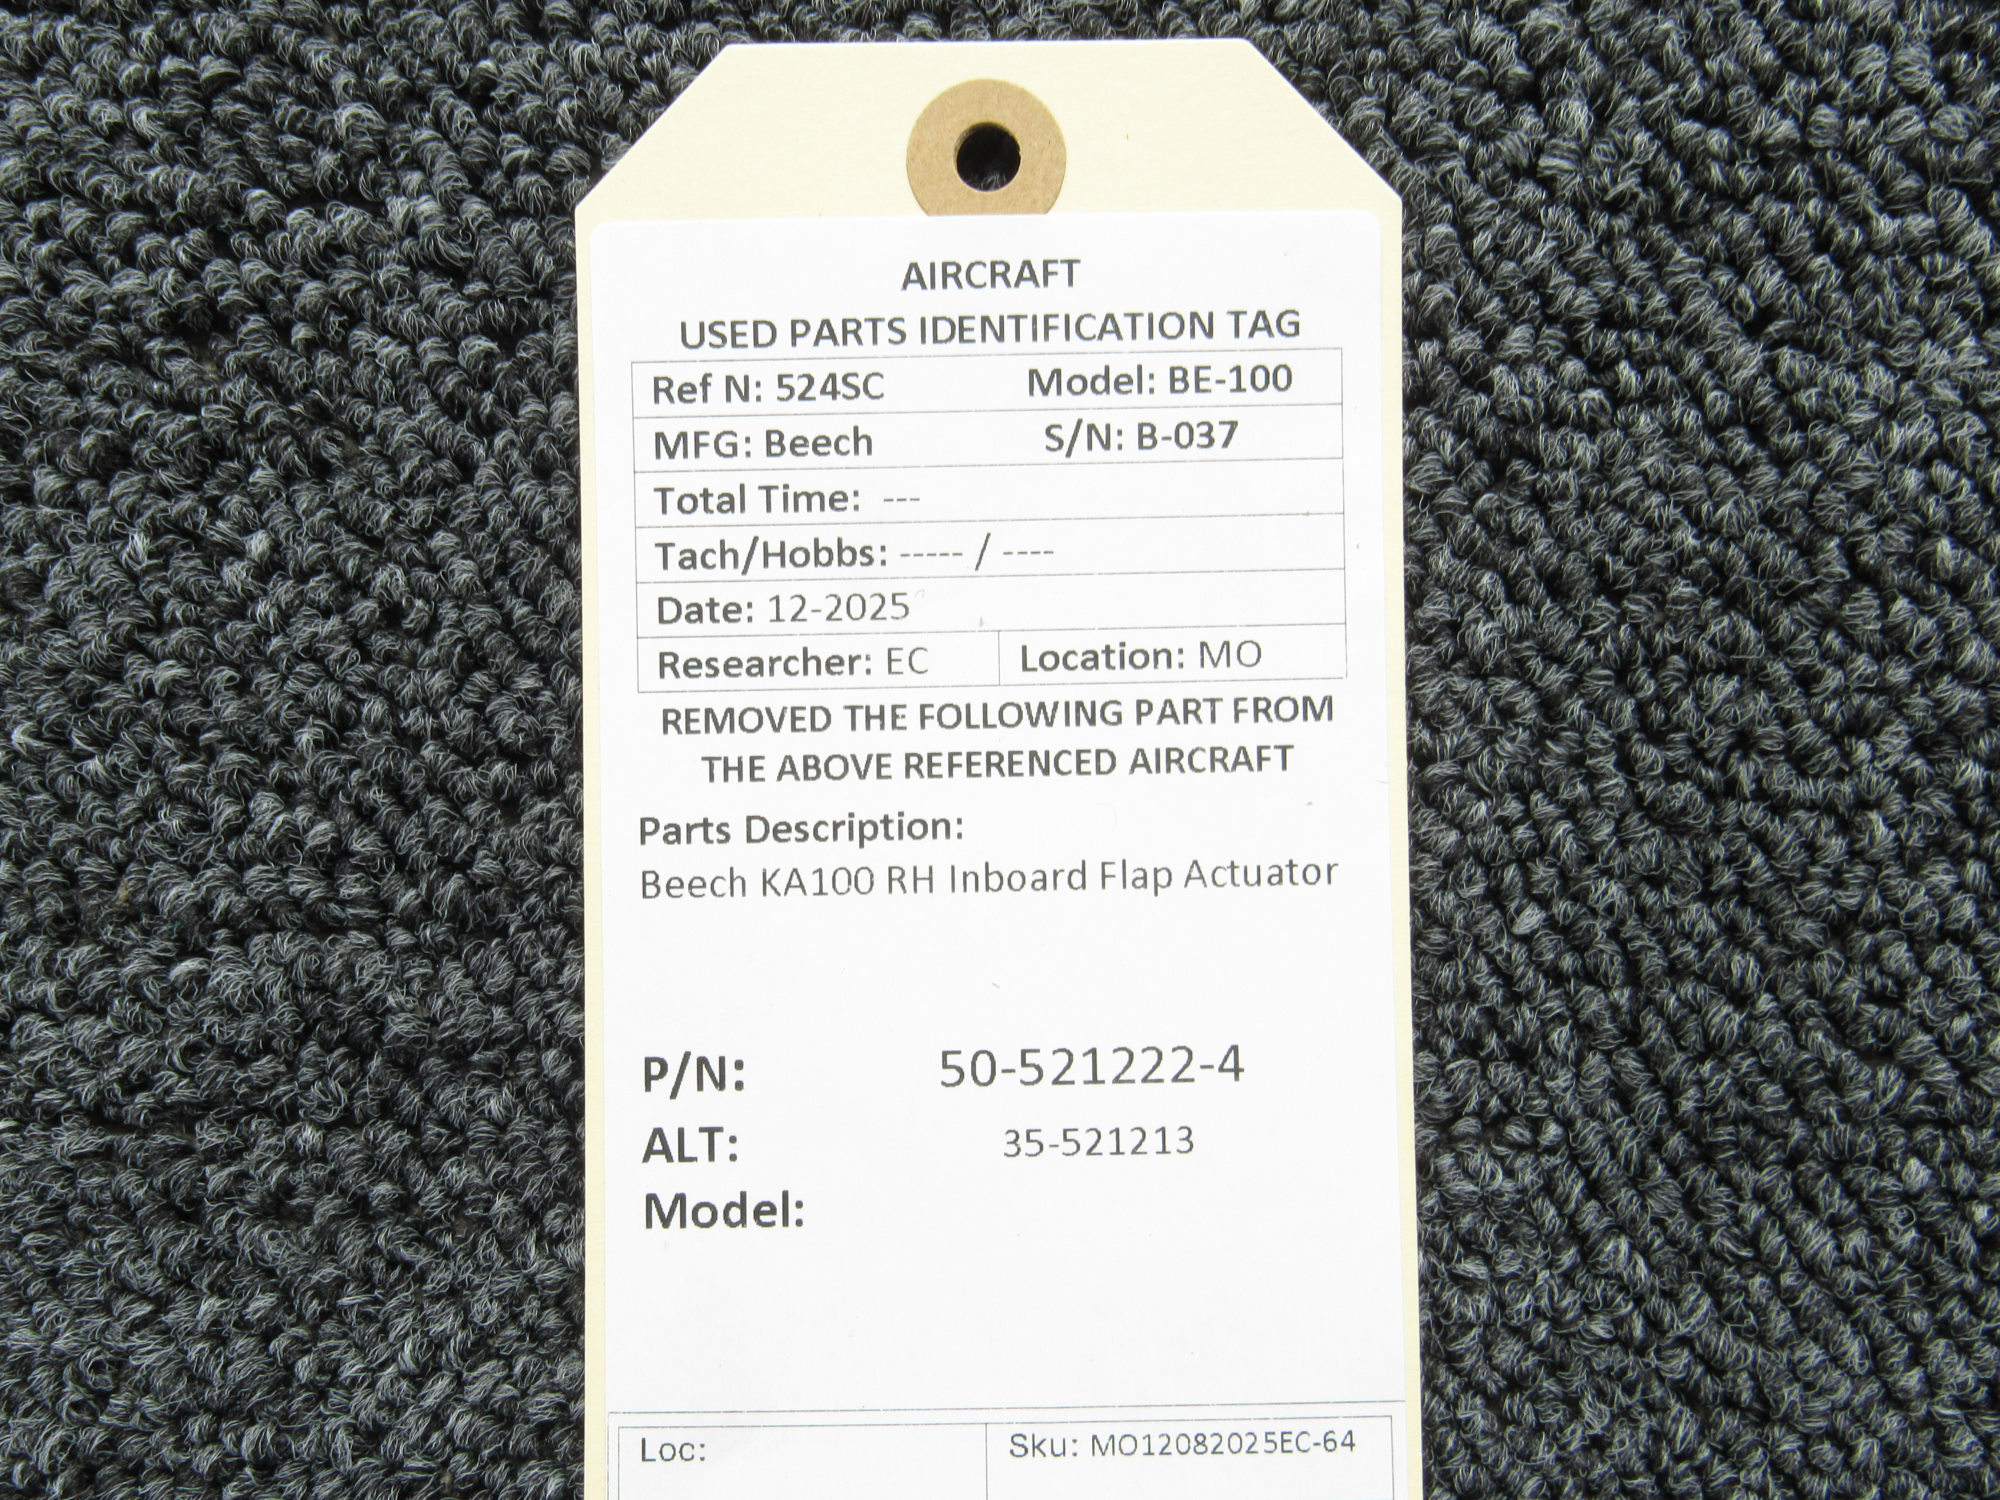 AIRCRAFT
USED PARTS IDENTIFICATION TAG
Ref N: 524SC Model: BE-100
MFG: Beech S/N: B-037
Total Time: ---
Tach/Hobbs: ----- / ----
Date: 12-2025
Researcher: EC Location: MO
REMOVED THE FOLLOWING PART FROM
THE ABOVE REFERENCED AIRCRAFT
Parts Description:
Beech KA100 RH Inboard Flap Actuator
P/N: 50-521222-4
ALT: 35-521213
Model:
Loc: Sku: MO12082025EC-64